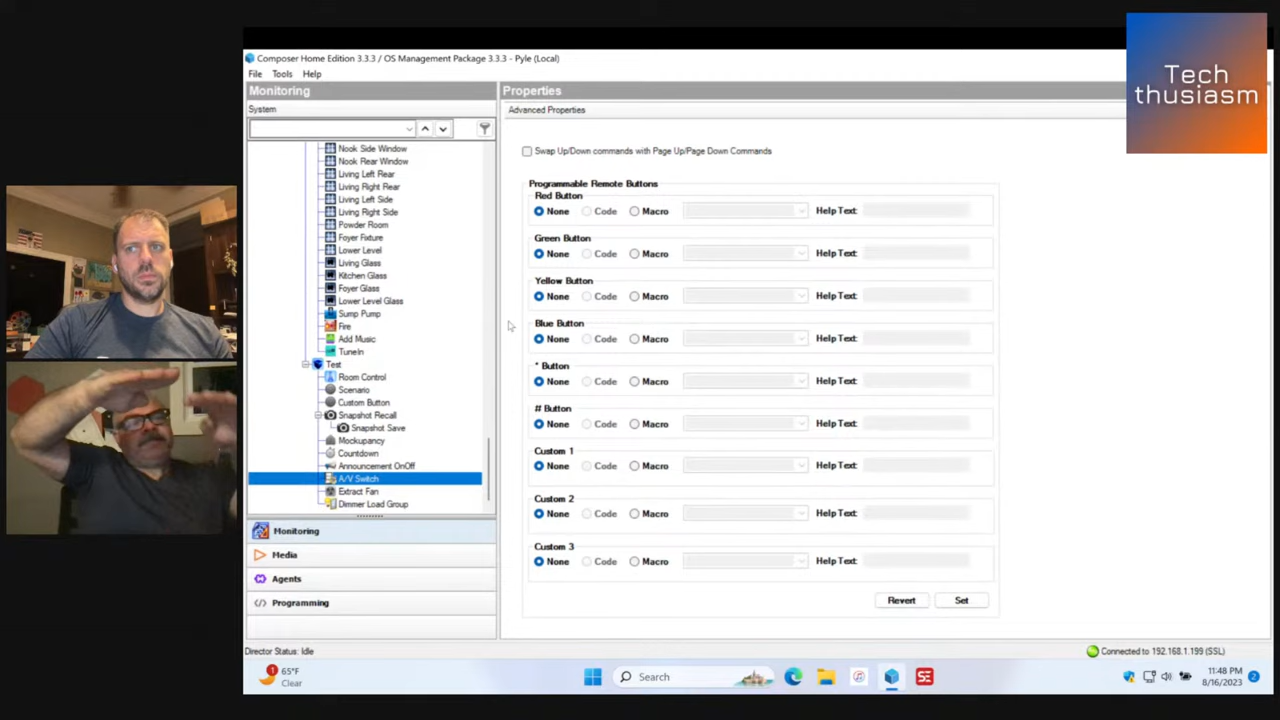 Tech
thusiasm
Composer Home Edition 3.3.3 / OS Management Package 3.3.3 - Pyle (Local)
File Tools Help
Monitoring
System
Nook Side Window
Nook Rear Window
Living Left Rear
Living Right Rear
Living Left Side
Living Right Side
Powder Room
Foyer Fixture
Lower Level
Living Glass
Kitchen Glass
Foyer Glass
Lower Level Glass
Sump Pump
Fire
Add Music
TuneIn
Test
Room Control
Scenario
Custom Button
Snapshot Recall
Snapshot Save
Mockupancy
Countdown
Announcement OnOff
A/V Switch
Extract Fan
Dimmer Load Group
Monitoring
Media
Agents
Programming
Properties
Advanced Properties
Swap Up/Down commands with Page Up/Page Down Commands
Programmable Remote Buttons
Red Button
None Code Macro Help Text:
Green Button
None Code Macro Help Text:
Yellow Button
None Code Macro Help Text:
Blue Button
None Code Macro Help Text:
* Button
None Code Macro Help Text:
# Button
None Code Macro Help Text:
Custom 1
None Code Macro Help Text:
Custom 2
None Code Macro Help Text:
Custom 3
None Code Macro Help Text:
Revert Set
Director Status: Idle
Connected to 192.168.1.199 (SSL)
1
65°F
Clear
Search
SE
11:48 PM
8/16/2023
2